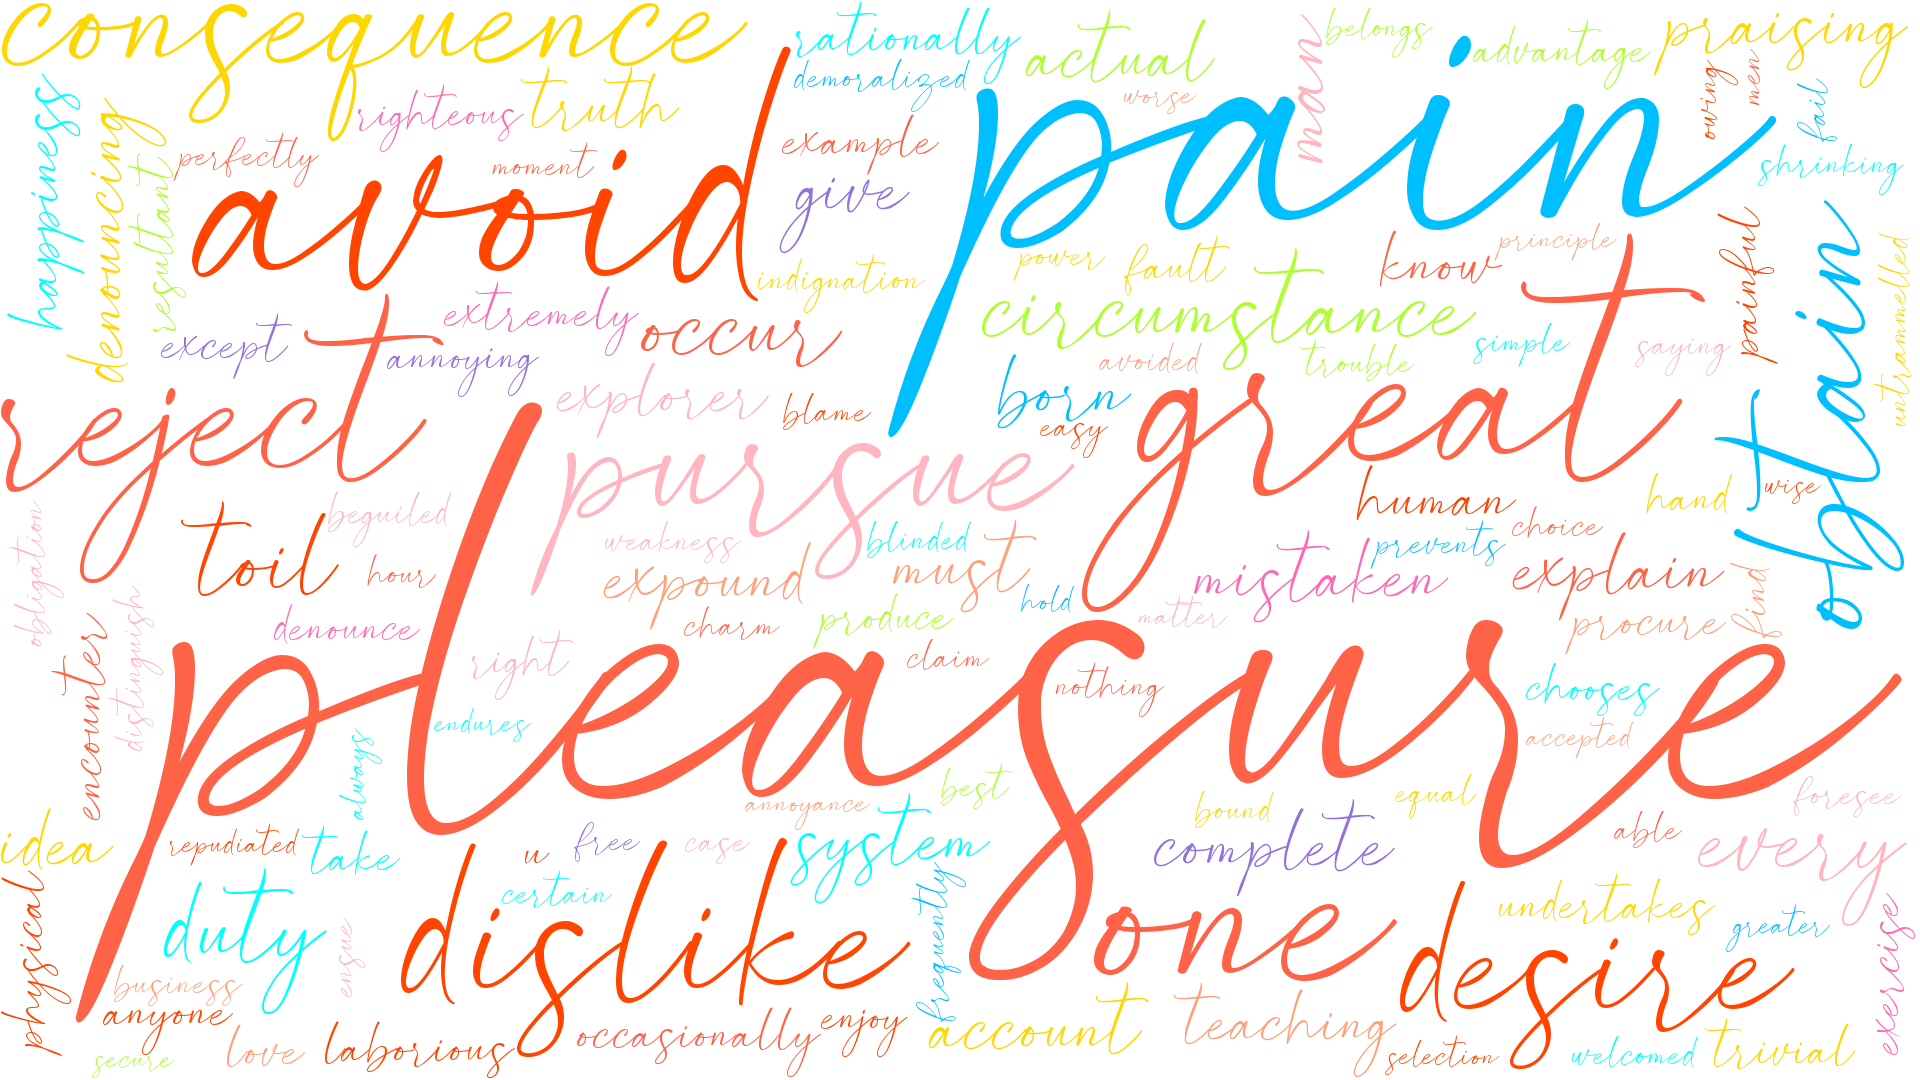 consequence
rationally
actual
man
belongs
advantage
praising
happiness
denouncing
righteous
truth
demoralized
worse
pain
owing
men
fail
perfectly
resultant
moment
avoid
example
give
shrinking
indignation
power
fault
know
principle
painful
obtain
untrammelled
except
annoying
extremely
occur
circumstance
trouble
simple
saying
reject
explorer
blame
born
easy
avoided
great
pursue
human
hand
wise
obligation
toil
beguiled
hour
weakness
expound
blinded
must
hold
mistaken
prevents
choice
explain
find
encounter
distinguish
denounce
right
charm
produce
claim
matter
nothing
procure
pleasure
endures
always
chooses
accepted
idea
repudiated
take
u
free
case
annoyance
best
system
bound
complete
equal
able
foresee
every
physical
duty
ensue
certain
dislike
frequently
one
desire
undertakes
greater
exercise
business
anyone
secure
love
laborious
occasionally
enjoy
account
teaching
selection
welcomed
trivial